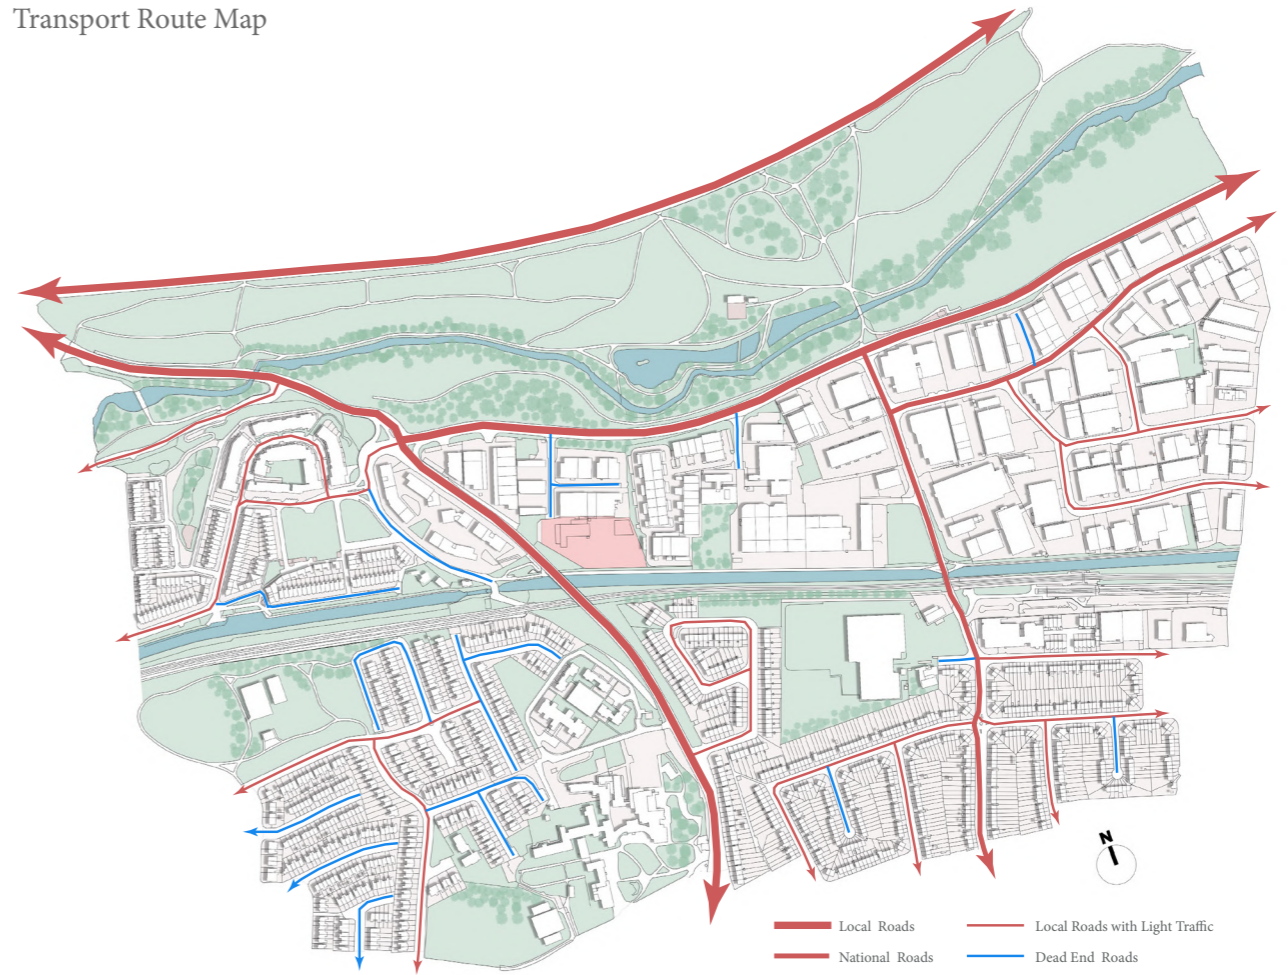 Transport Route Map
N
Local Roads
Local Roads with Light Traffic
National Roads
Dead End Roads